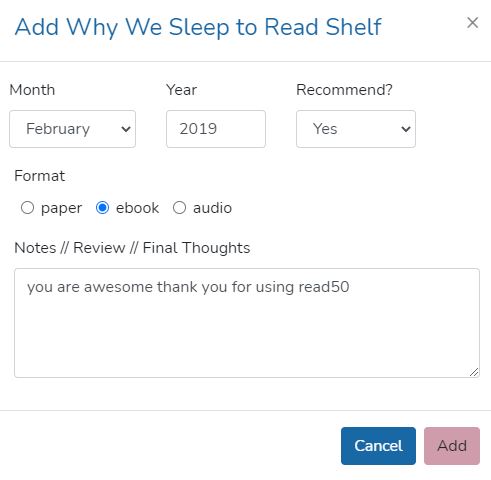 Add Why We Sleep to Read Shelf ×
Month Year Recommend?
February 2019 Yes
Format
paper ebook audio
Notes // Review // Final Thoughts
you are awesome thank you for using read50
Cancel Add